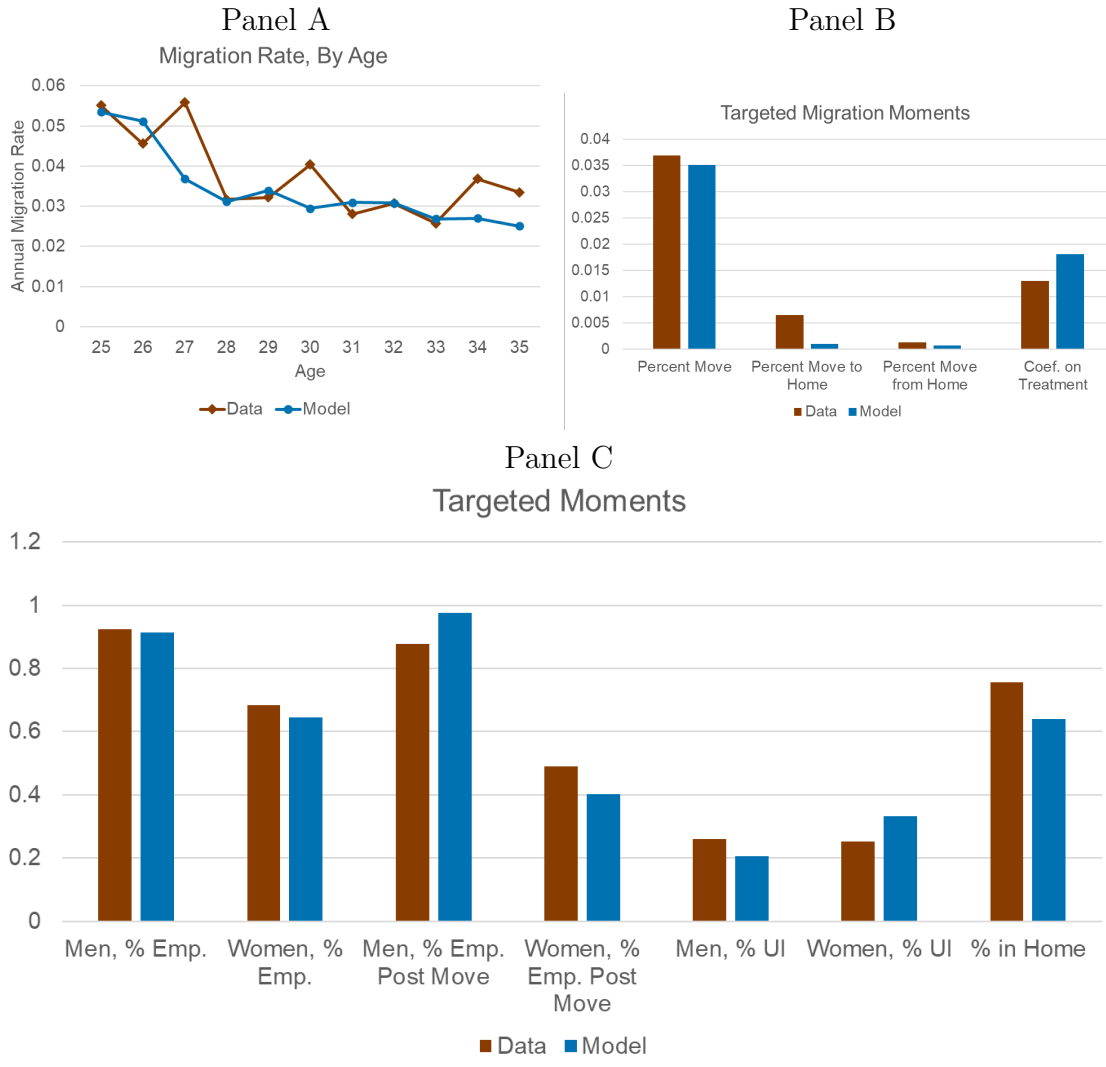 Panel A
Migration Rate, By Age
0.06
0.05
0.04
0.03
0.02
0.01
0
Annual Migration Rate
25 26 27 28 29 30 31 32 33 34 35
Age
Data Model
Panel B
Targeted Migration Moments
0.04
0.035
0.03
0.025
0.02
0.015
0.01
0.005
0
Percent Move
Percent Move to
Home
Percent Move
from Home
Coef. on
Treatment
Data Model
Panel C
Targeted Moments
1.2
1
0.8
0.6
0.4
0.2
0
Men, % Emp.
Women, %
Emp.
Men, % Emp.
Post Move
Women, %
Emp. Post
Move
Men, % UI
Women, % UI
% in Home
Data Model